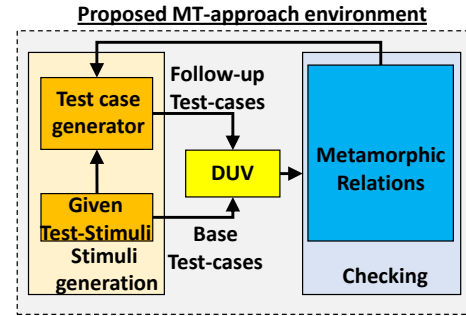 Proposed MT-approach environment
Follow-up
Test-cases
Test case
generator
DUV
Metamorphic
Relations
Given
Test-Stimuli
Stimuli
generation
Base
Test-cases
Checking